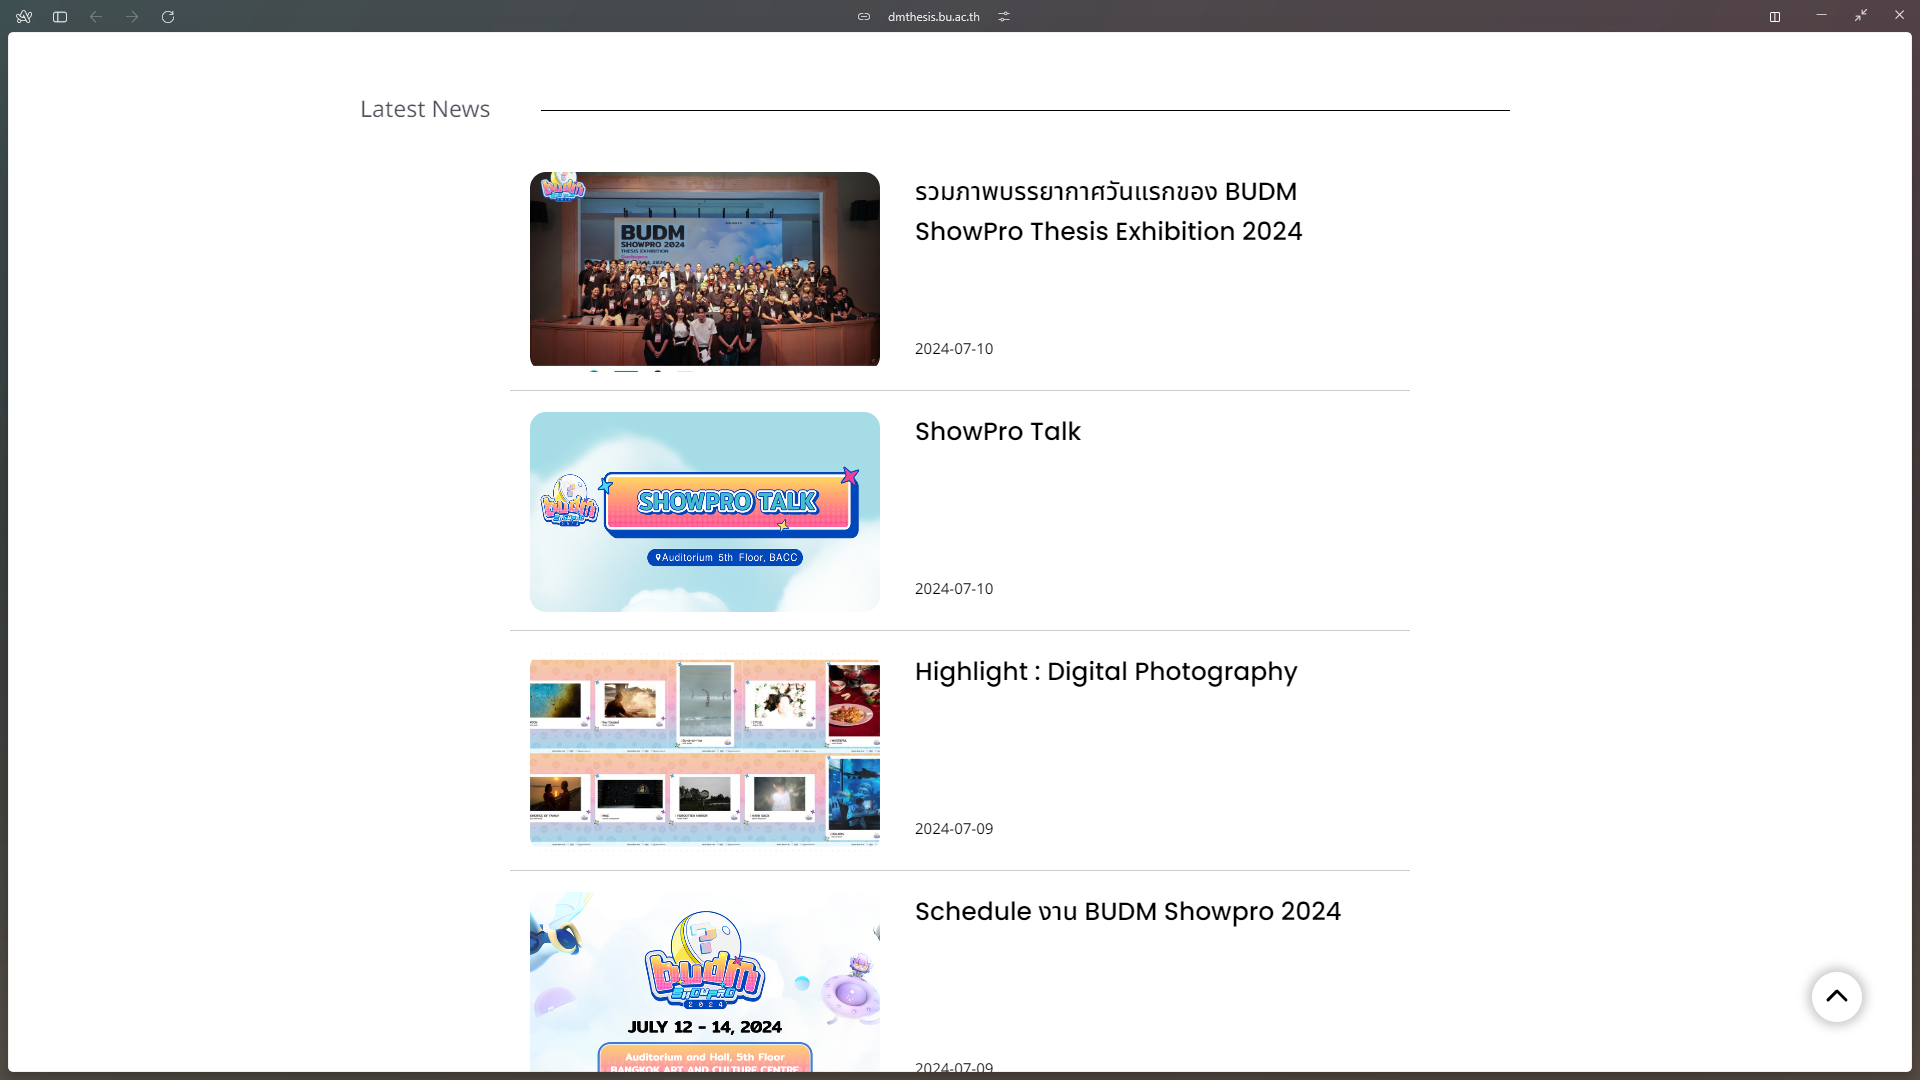 dmthesis.bu.ac.th
Latest News
BUDM
SHOWPRO 2024
THESIS EXHIBITION
รวมภาพบรรยากาศวันแรกของ BUDM
ShowPro Thesis Exhibition 2024
2024-07-10
budm
SHOWPRO TALK
Auditorium 5th Floor, BACC
ShowPro Talk
2024-07-10
Highlight : Digital Photography
2024-07-09
budm
SHOWPRO
2024
JULY 12 - 14, 2024
Auditorium and Hall, 5th Floor
BANGKOK ART AND CULTURE CENTRE
Schedule งาน BUDM Showpro 2024
2024-07-09